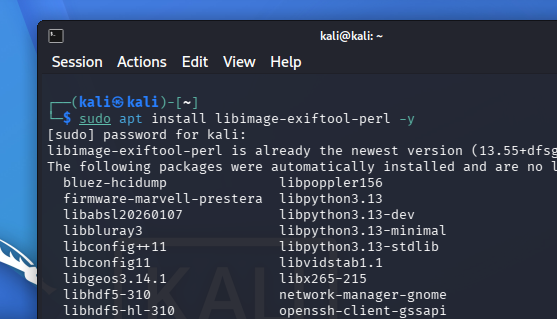 kali@kali: ~
Session Actions Edit View Help
┌──(kali㉿kali)-[~]
└─$ sudo apt install libimage-exiftool-perl -y
[sudo] password for kali:
libimage-exiftool-perl is already the newest version (13.55+dfsg
The following packages were automatically installed and are no l
bluez-hcidump libpoppler156
firmware-marvell-prestera libpython3.13
libabsl20260107 libpython3.13-dev
libbluray3 libpython3.13-minimal
libconfig++11 libpython3.13-stdlib
libconfig11 libvidstab1.1
libgeos3.14.1 libx265-215
libhdf5-310 network-manager-gnome
libhdf5-hl-310 openssh-client-gssapi
KALI